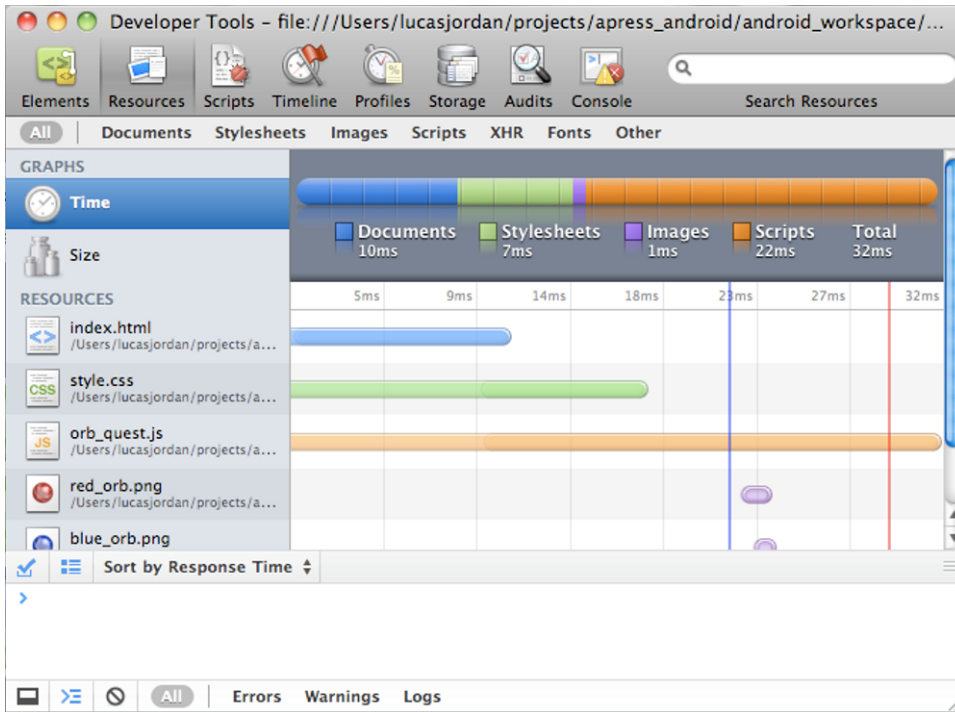 Developer Tools – file:///Users/lucasjordan/projects/apress_android/android_workspace/...
Elements Resources Scripts Timeline Profiles Storage Audits Console Search Resources
All Documents Stylesheets Images Scripts XHR Fonts Other
GRAPHS
Time
Size
Documents Stylesheets Images Scripts Total
10ms 7ms 1ms 22ms 32ms
RESOURCES
5ms 9ms 14ms 18ms 23ms 27ms 32ms
index.html
/Users/lucasjordan/projects/a...
style.css
/Users/lucasjordan/projects/a...
orb_quest.js
/Users/lucasjordan/projects/a...
red_orb.png
/Users/lucasjordan/projects/a...
blue_orb.png
Sort by Response Time
>
All Errors Warnings Logs